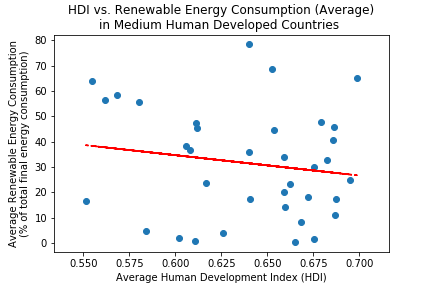 HDI vs. Renewable Energy Consumption (Average)
in Medium Human Developed Countries
Average Renewable Energy Consumption
(% of total final energy consumption)
80
70
60
50
40
30
20
10
0
0.550 0.575 0.600 0.625 0.650 0.675 0.700
Average Human Development Index (HDI)